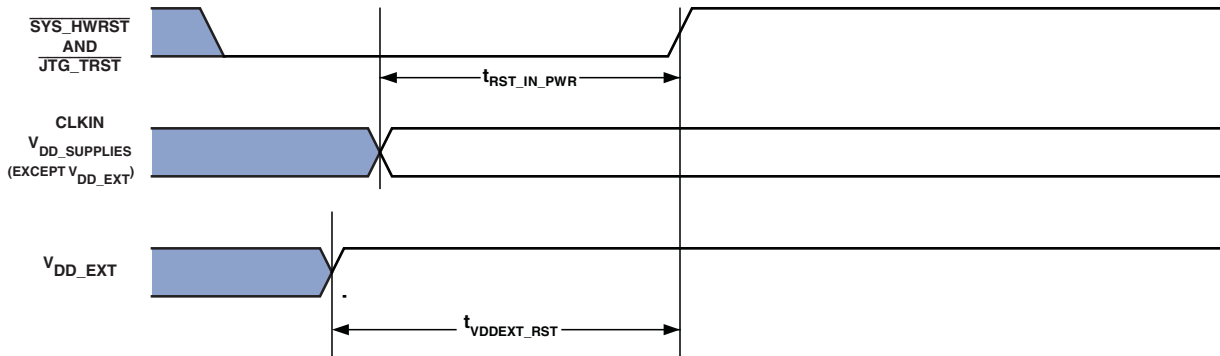 SYS_HWRST
AND
JTG_TRST
tRST_IN_PWR
CLKIN
VDD_SUPPLIES
(EXCEPT VDD_EXT)
VDD_EXT
tVDDEXT_RST